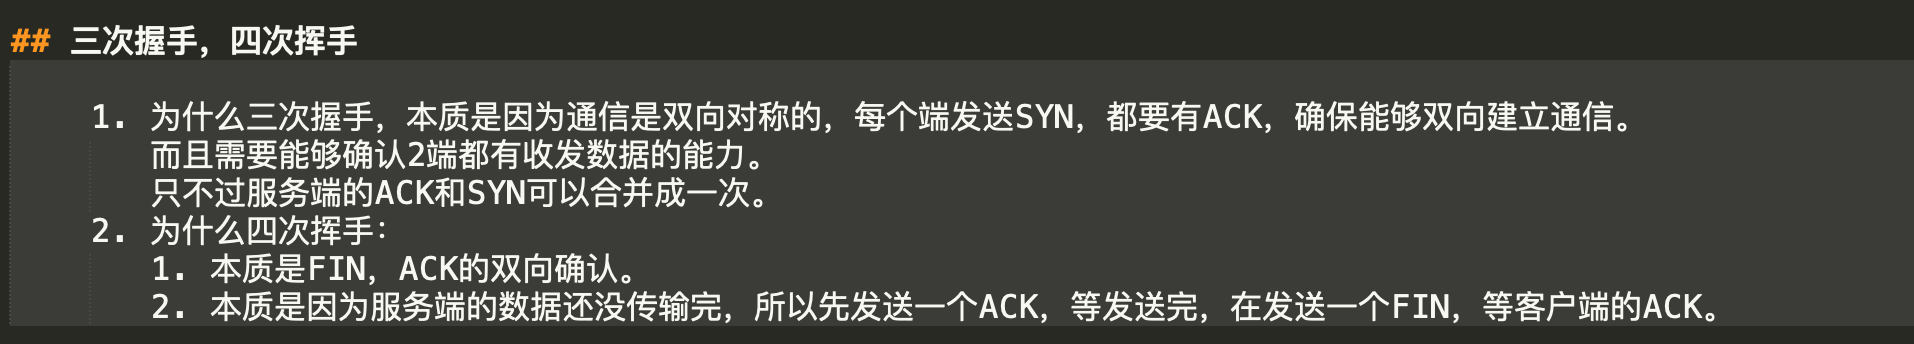 ## 三次握手，四次挥手
1. 为什么三次握手，本质是因为通信是双向对称的，每个端发送SYN，都要有ACK，确保能够双向建立通信。
而且需要能够确认2端都有收发数据的能力。
只不过服务端的ACK和SYN可以合并成一次。
2. 为什么四次挥手：
1. 本质是FIN，ACK的双向确认。
2. 本质是因为服务端的数据还没传输完，所以先发送一个ACK，等发送完，在发送一个FIN，等客户端的ACK。